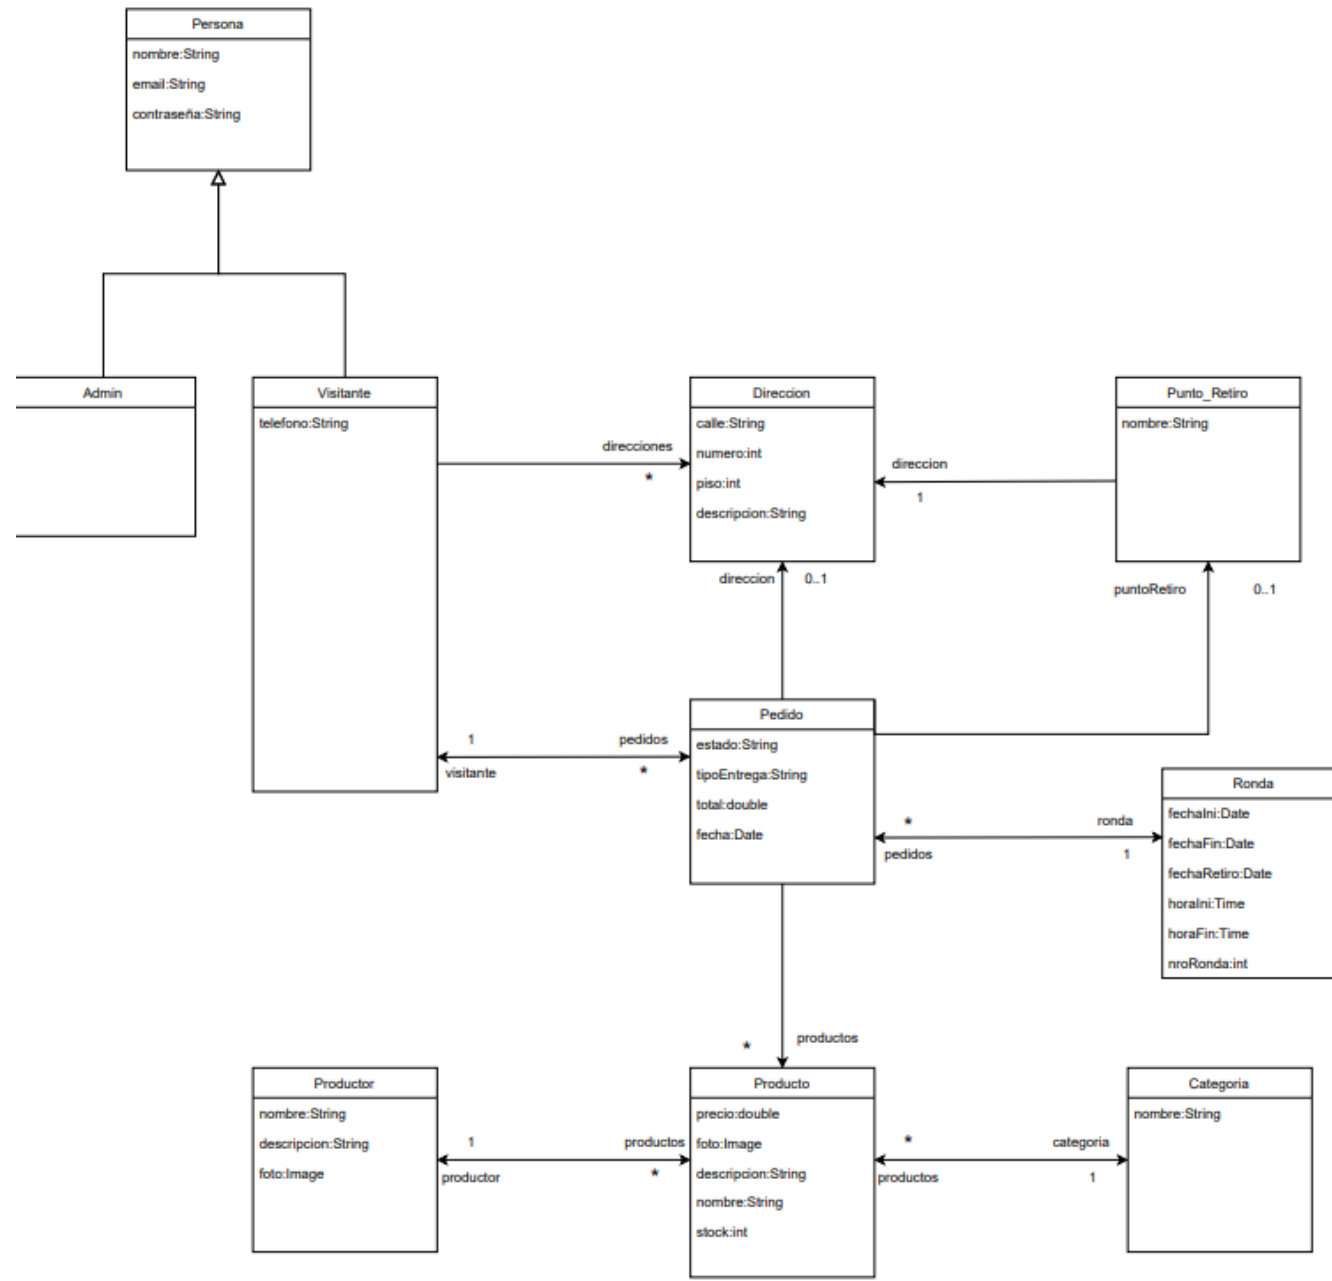 Persona
nombre:String
email:String
contraseña:String
Admin
Visitante
telefono:String
direcciones
*
Direccion
calle:String
numero:int
piso:int
descripcion:String
direccion
1
Punto_Retiro
nombre:String
direccion
0..1
puntoRetiro
0..1
1
visitante
pedidos
*
Pedido
estado:String
tipoEntrega:String
total:double
fecha:Date
*
pedidos
ronda
1
Ronda
fechaIni:Date
fechaFin:Date
fechaRetiro:Date
horaIni:Time
horaFin:Time
nroRonda:int
*
productos
Productor
nombre:String
descripcion:String
foto:Image
1
productor
productos
*
Producto
precio:double
foto:Image
descripcion:String
nombre:String
stock:int
*
productos
categoria
1
Categoria
nombre:String